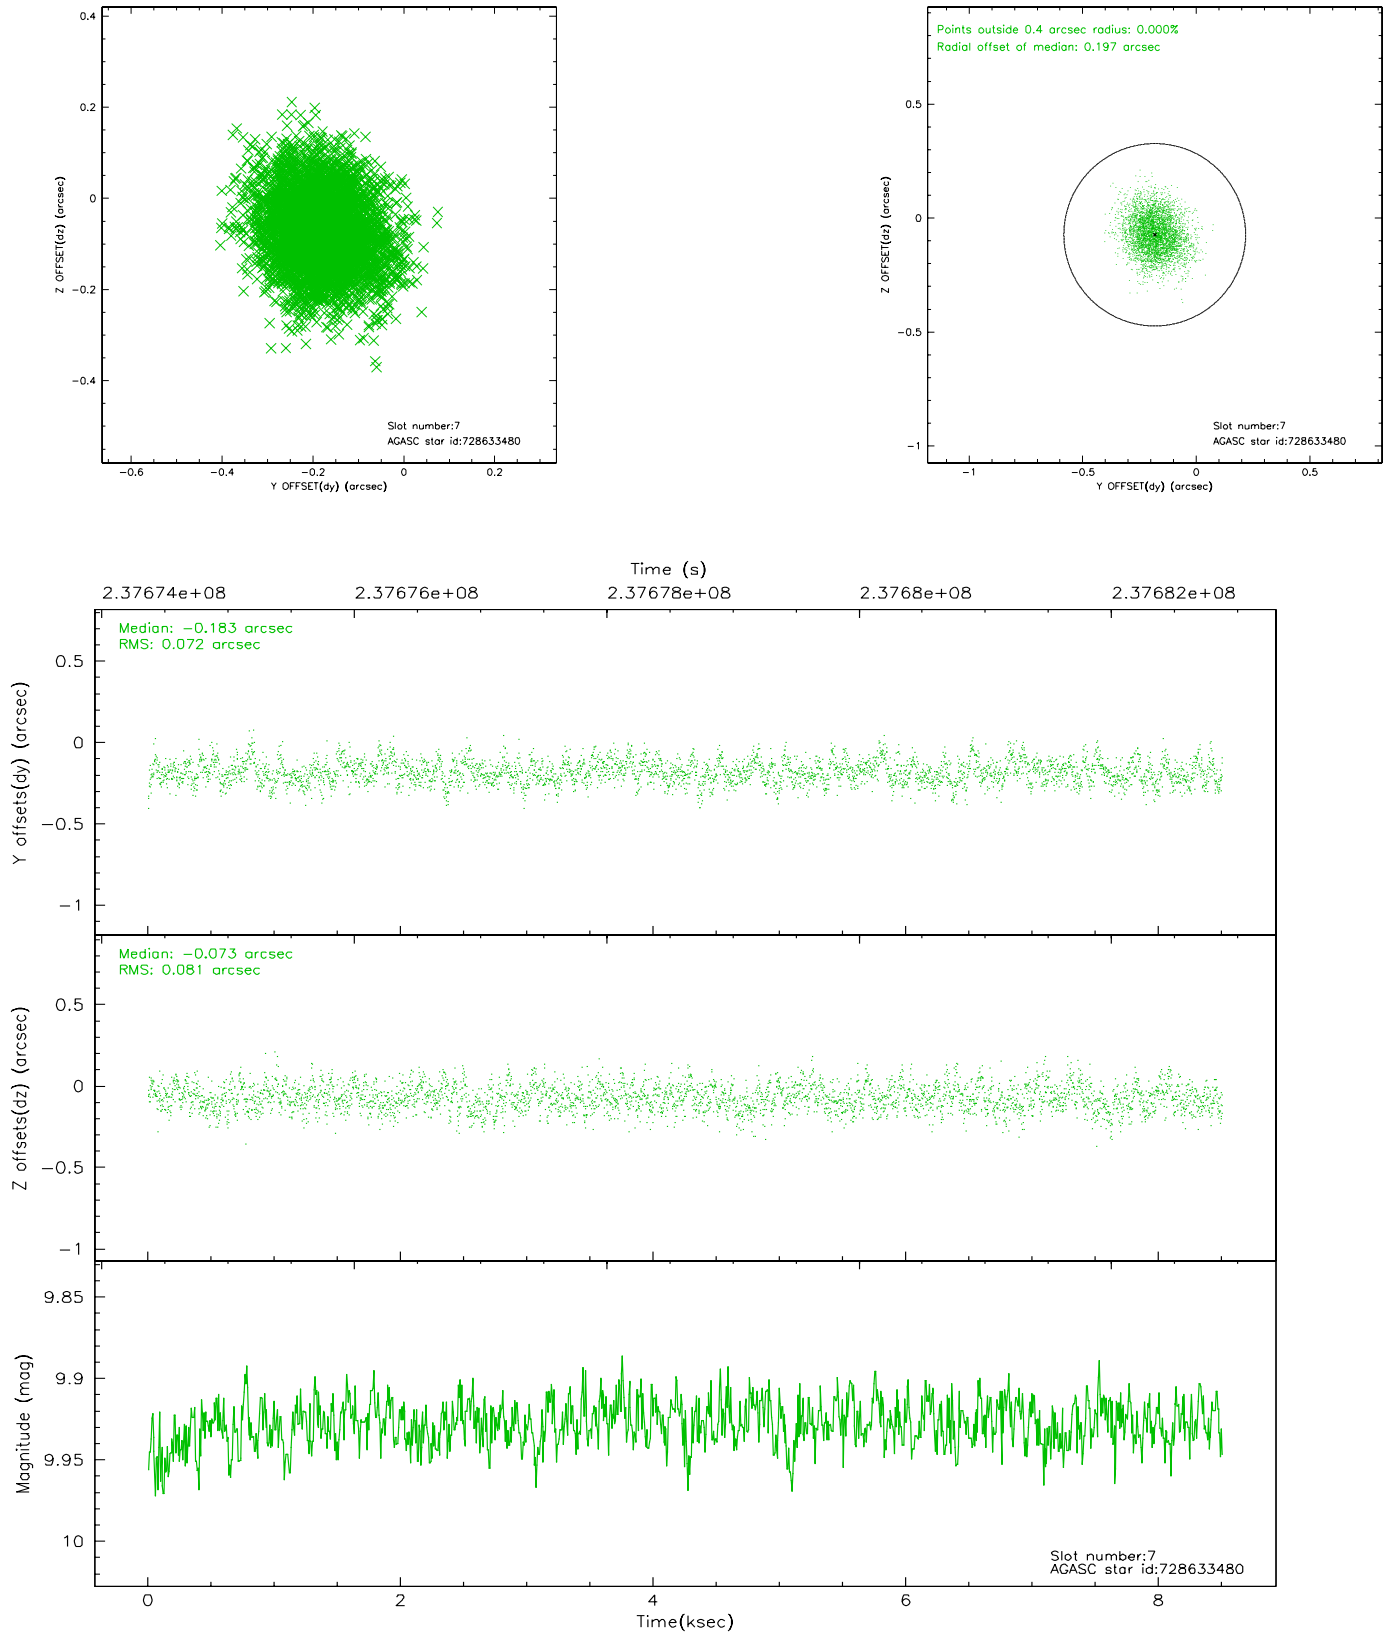 0.4
0.2
0
-0.2
-0.4
Z OFFSET(dz) (arcsec)
Slot number:7
AGASC star id:728633480
-0.6 -0.4 -0.2 0 0.2
Y OFFSET(dy) (arcsec)
Points outside 0.4 arcsec radius: 0.000%
Radial offset of median: 0.197 arcsec
0.5
0
-0.5
-1
Z OFFSET(dz) (arcsec)
Slot number:7
AGASC star id:728633480
-1 -0.5 0 0.5
Y OFFSET(dy) (arcsec)
Time (s)
2.37674e+08 2.37676e+08 2.37678e+08 2.3768e+08 2.37682e+08
Median: -0.183 arcsec
RMS: 0.072 arcsec
0.5
0
-0.5
-1
Y offsets(dy) (arcsec)
Median: -0.073 arcsec
RMS: 0.081 arcsec
0.5
0
-0.5
-1
Z offsets(dz) (arcsec)
9.85
9.9
9.95
10
Magnitude (mag)
Slot number:7
AGASC star id:728633480
0 2 4 6 8
Time(ksec)